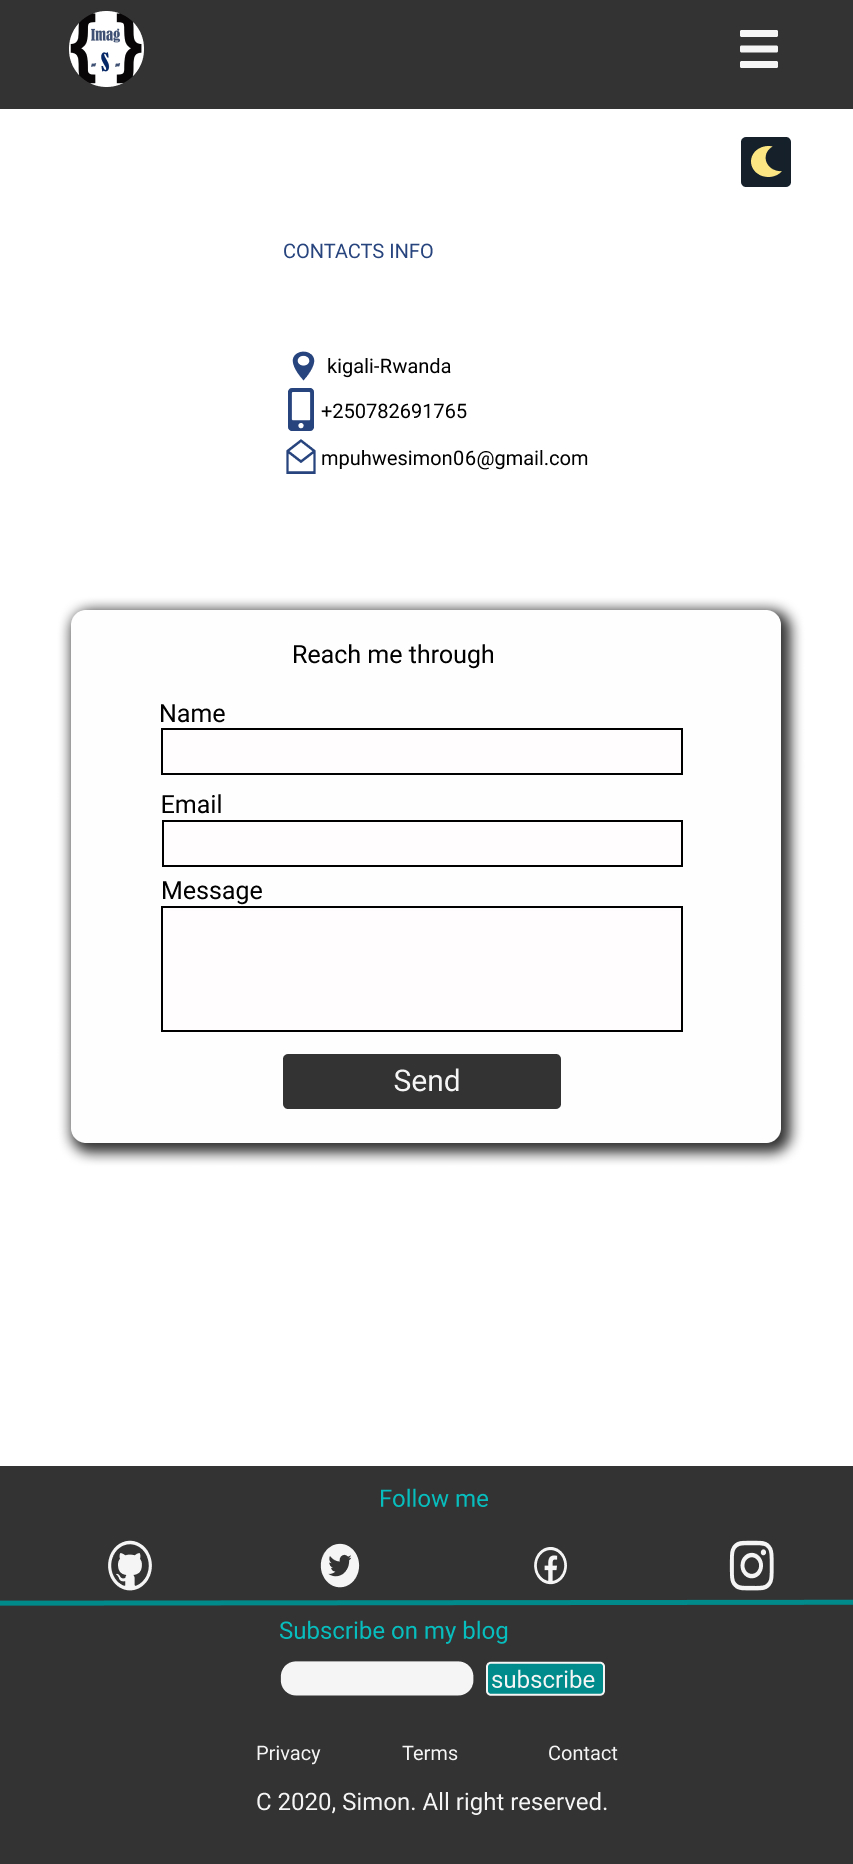 Imag
- S -
CONTACTS INFO
kigali-Rwanda
+250782691765
mpuhwesimon06@gmail.com
Reach me through
Name
Email
Message
Send
Follow me
Subscribe on my blog
subscribe
Privacy Terms Contact
C 2020, Simon. All right reserved.